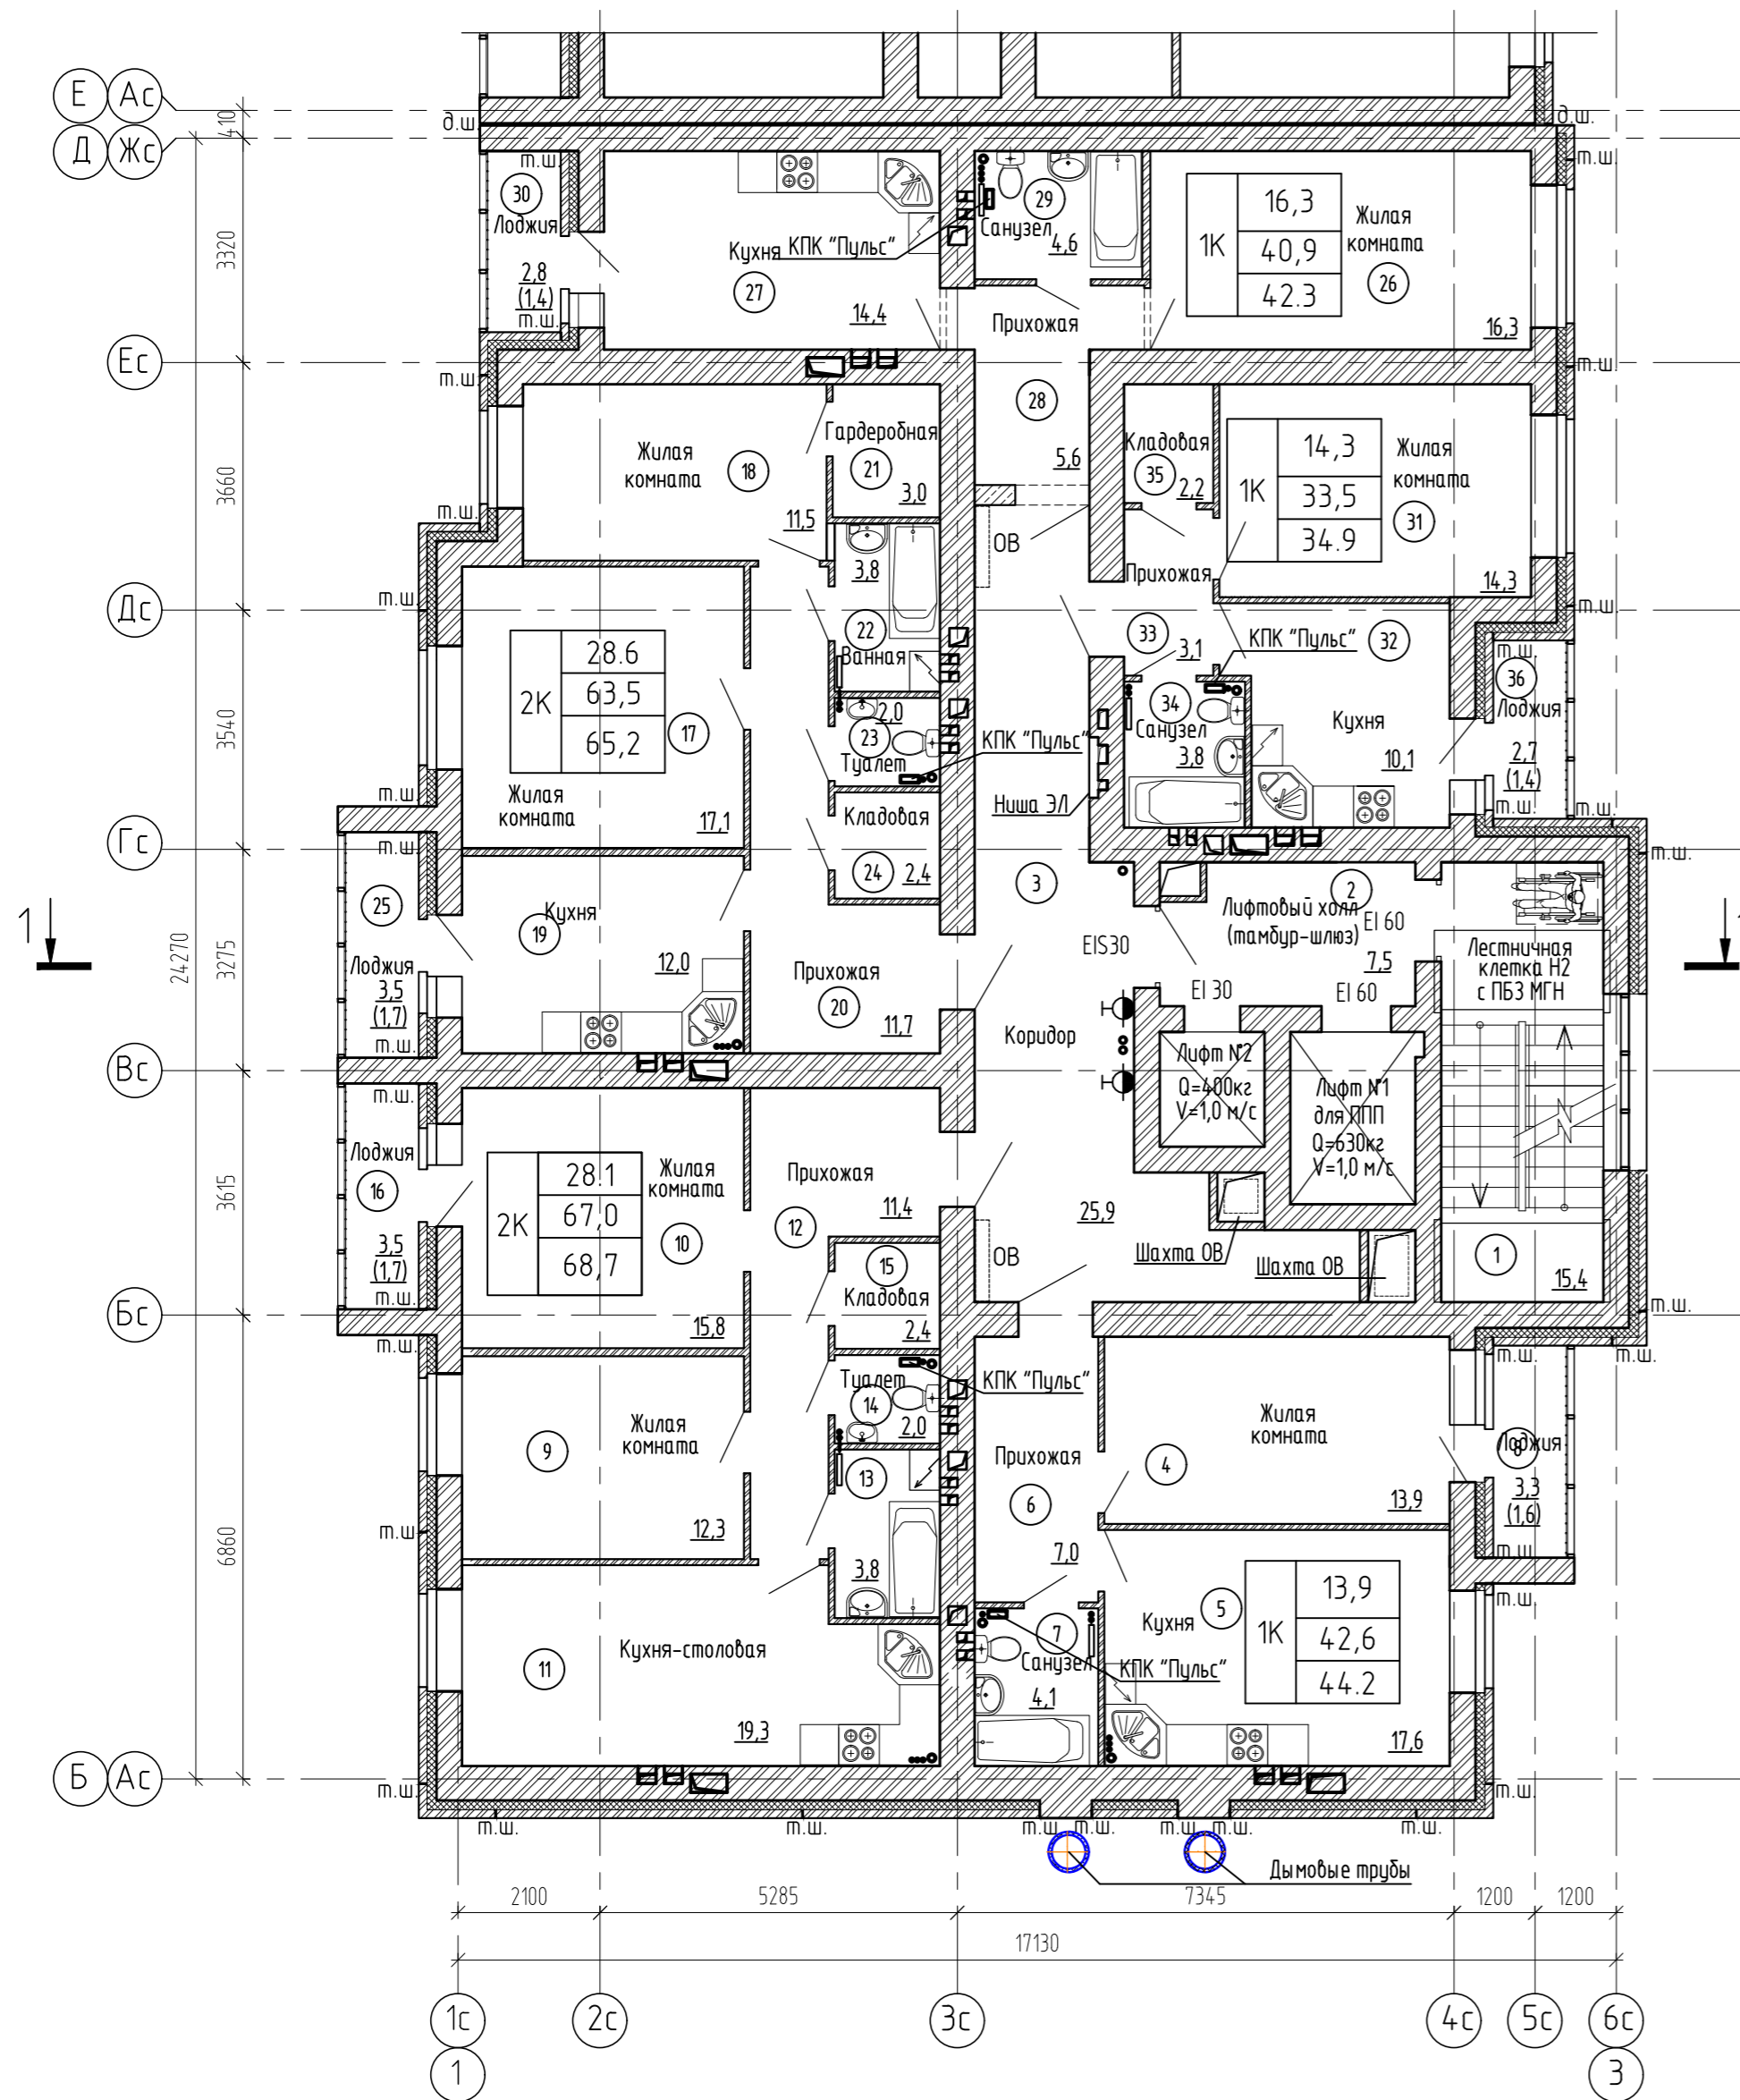 Е Ас
д.ш.
д.ш.
410
Д Жс
т.ш.
т.ш.
30
Лоджия
2,8
(1,4)
т.ш.
3320
Кухня
27
14,4
КПК "Пульс"
29
Санузел
4,6
Прихожая
1К
16,3
40,9
42.3
Жилая
комната
26
16,3
Ес
т.ш.
т.ш.
28
5,6
3660
Жилая
комната
18
11,5
Гардеробная
21
3,0
Кладовая
35
2,2
1К
14,3
33,5
34.9
Жилая
комната
31
14,3
т.ш.
ОВ
3,8
22
Ванная
Прихожая
33
3,1
КПК "Пульс"
32
т.ш.
т.ш.
Дс
т.ш.
36
Лоджия
2,7
(1,4)
т.ш.
т.ш.
3540
2К
28.6
63,5
65,2
17
Жилая
комната
17,1
2,0
23
Туалет
КПК "Пульс"
34
Санузел
3,8
Кухня
10,1
Ниша ЭЛ
т.ш.
Кладовая
24
2,4
Гс
т.ш.
т.ш.
24270
3275
1
1
25
Лоджия
3,5
(1,7)
т.ш.
Кухня
19
12,0
Прихожая
20
11,7
3
EIS30
Коридор
2
Лифтовый холл
(тамбур-шлюз)
EI 60
7,5
EI 30
EI 60
Лестничная
клетка Н2
с ПБЗ МГН
Вс
Лифт №2
Q=400кг
V=1,0 м/с
Лифт №1
для ППП
Q=630кг
V=1,0 м/с
3615
т.ш.
Лоджия
16
3,5
(1,7)
т.ш.
2К
28.1
67,0
68,7
Жилая
комната
10
15,8
Прихожая
12
11,4
25,9
ОВ
Шахта ОВ
Шахта ОВ
1
15,4
15
Кладовая
2,4
Бс
т.ш.
т.ш.
т.ш.
т.ш.
6860
9
Жилая
комната
12,3
т.ш
Туалет
14
2,0
КПК "Пульс"
Прихожая
6
7,0
4
Жилая
комната
13,9
8
Лоджия
3,3
(1,6)
т.ш
т.ш.
13
3,8
11
Кухня-столовая
19,3
7
Санузел
4,1
КПК "Пульс"
Кухня
5
1К
13,9
42,6
44.2
17,6
Б Ас
т.ш.
т.ш.
т.ш.
т.ш.
т.ш.
т.ш.
т.ш.
т.ш.
т.ш.
Дымовые трубы
2100
5285
7345
1200
1200
17130
1с
2с
3с
4с
5с
6с
1
3